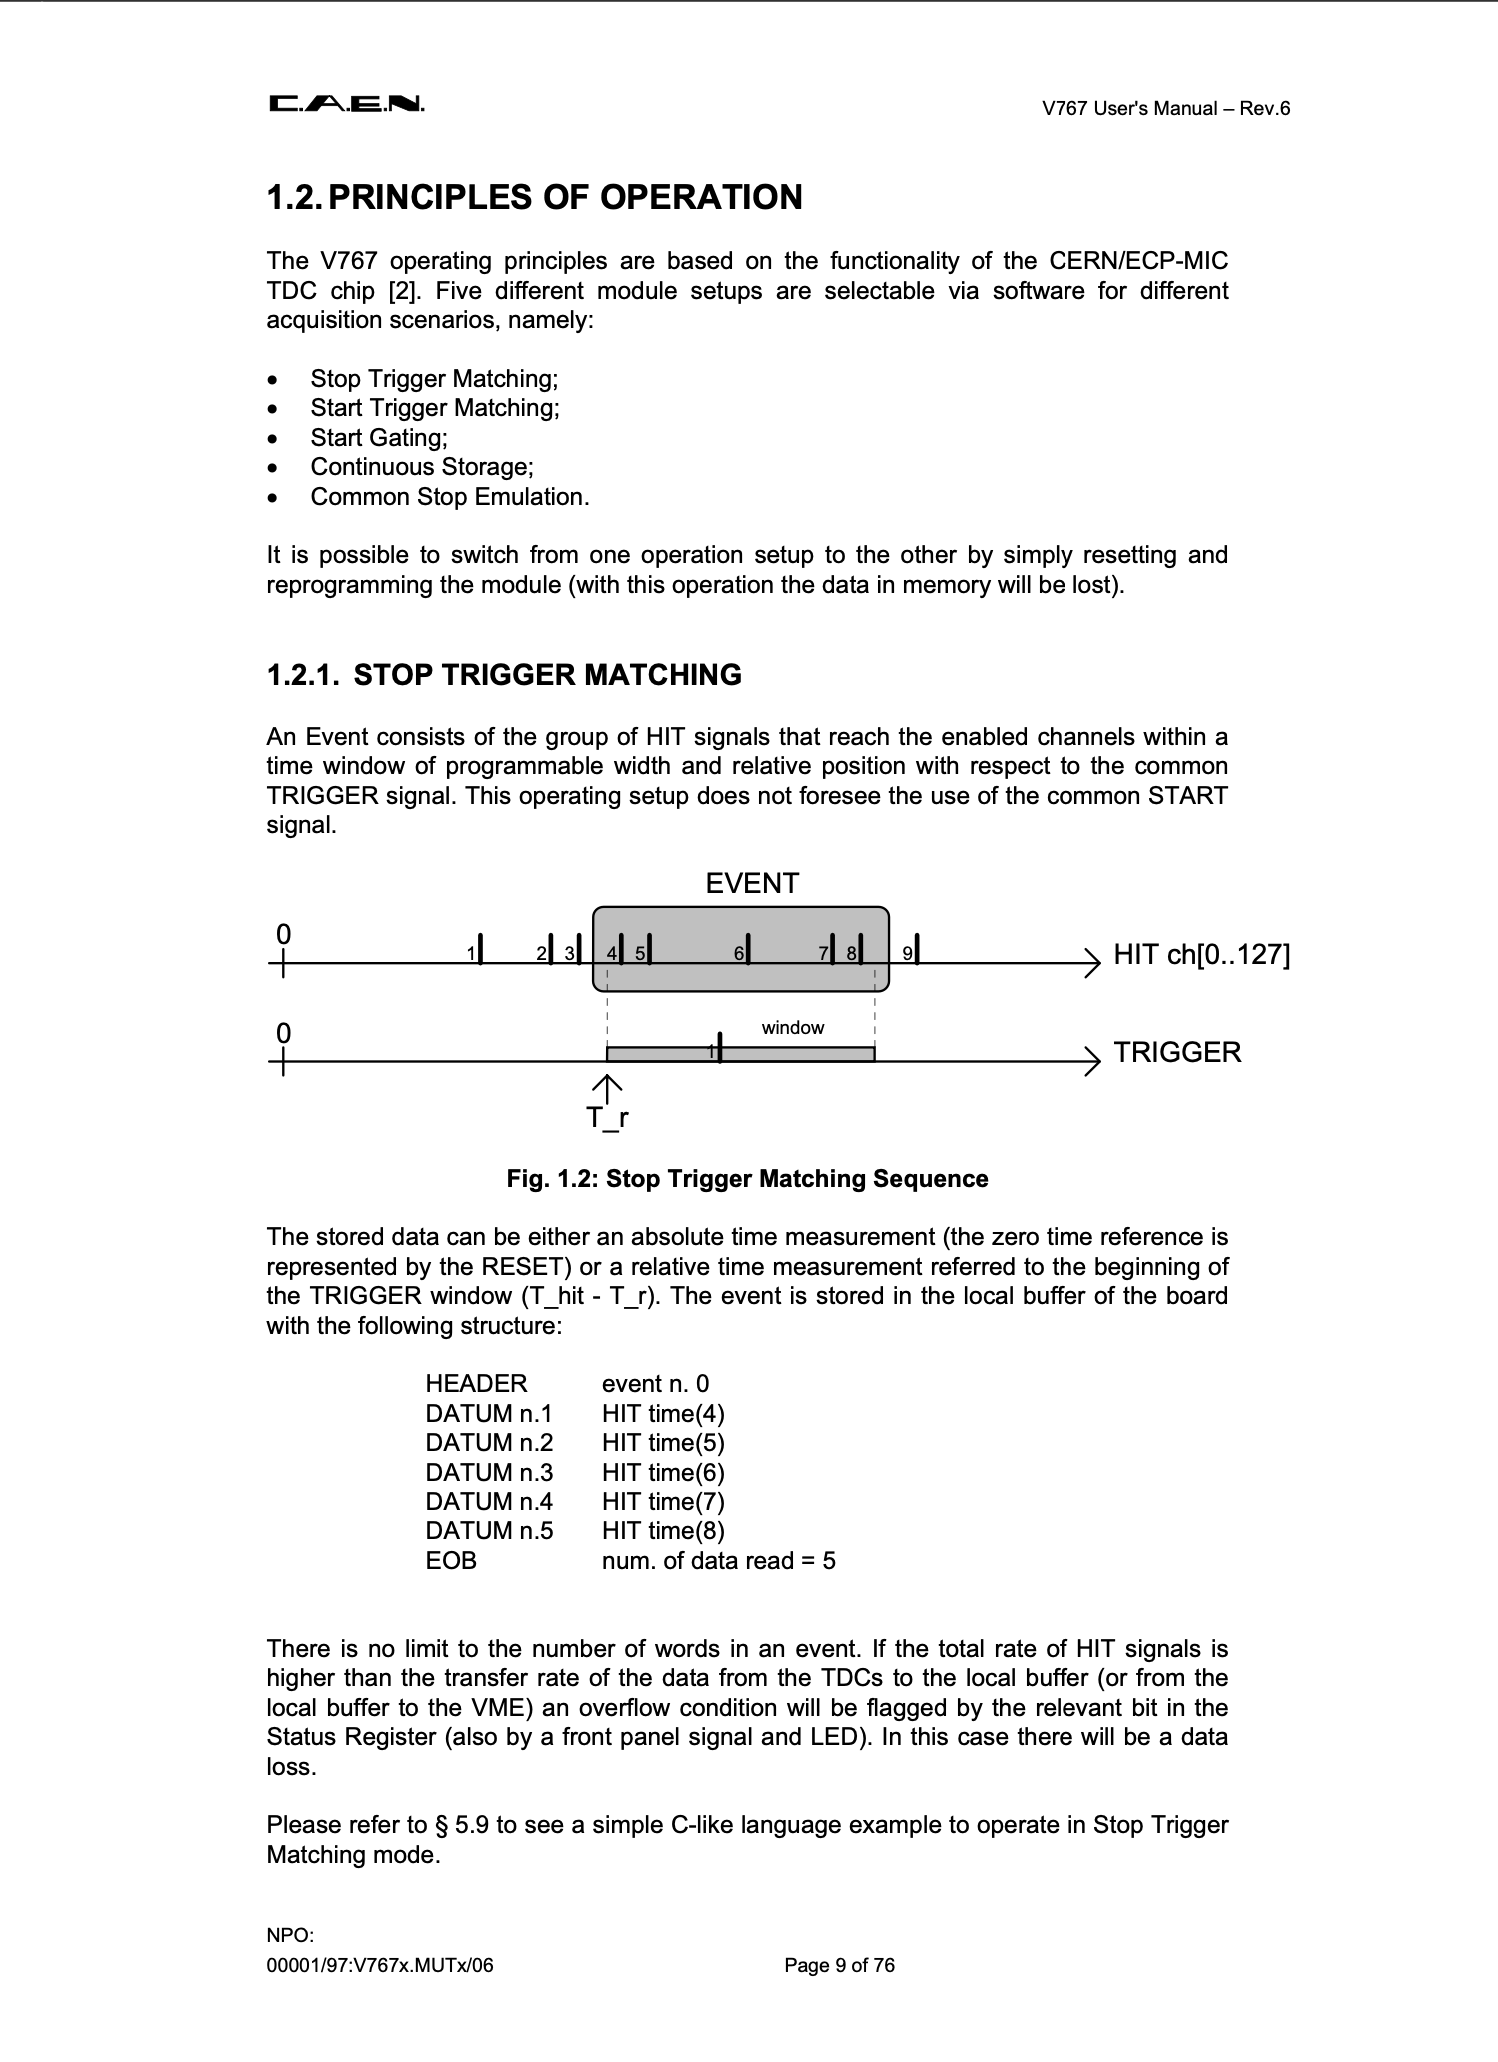 C.A.E.N.
V767 User's Manual – Rev.6
1.2. PRINCIPLES OF OPERATION
The V767 operating principles are based on the functionality of the CERN/ECP-MIC
TDC chip [2]. Five different module setups are selectable via software for different
acquisition scenarios, namely:
• Stop Trigger Matching;
• Start Trigger Matching;
• Start Gating;
• Continuous Storage;
• Common Stop Emulation.
It is possible to switch from one operation setup to the other by simply resetting and
reprogramming the module (with this operation the data in memory will be lost).
1.2.1. STOP TRIGGER MATCHING
An Event consists of the group of HIT signals that reach the enabled channels within a
time window of programmable width and relative position with respect to the common
TRIGGER signal. This operating setup does not foresee the use of the common START
signal.
EVENT
0
1 2 3 4 5 6 7 8 9
HIT ch[0..127]
window
0
1
TRIGGER
T_r
Fig. 1.2: Stop Trigger Matching Sequence
The stored data can be either an absolute time measurement (the zero time reference is
represented by the RESET) or a relative time measurement referred to the beginning of
the TRIGGER window (T_hit - T_r). The event is stored in the local buffer of the board
with the following structure:
HEADER event n. 0
DATUM n.1 HIT time(4)
DATUM n.2 HIT time(5)
DATUM n.3 HIT time(6)
DATUM n.4 HIT time(7)
DATUM n.5 HIT time(8)
EOB num. of data read = 5
There is no limit to the number of words in an event. If the total rate of HIT signals is
higher than the transfer rate of the data from the TDCs to the local buffer (or from the
local buffer to the VME) an overflow condition will be flagged by the relevant bit in the
Status Register (also by a front panel signal and LED). In this case there will be a data
loss.
Please refer to § 5.9 to see a simple C-like language example to operate in Stop Trigger
Matching mode.
NPO:
00001/97:V767x.MUTx/06
Page 9 of 76